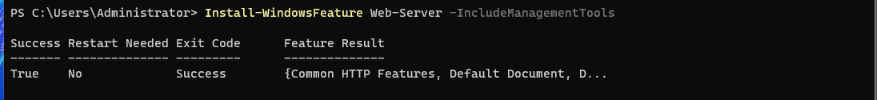 PS C:\Users\Administrator> Install-WindowsFeature Web-Server -IncludeManagementTools
Success Restart Needed Exit Code      Feature Result
------- -------------- ---------      --------------
True    No             Success        {Common HTTP Features, Default Document, D...